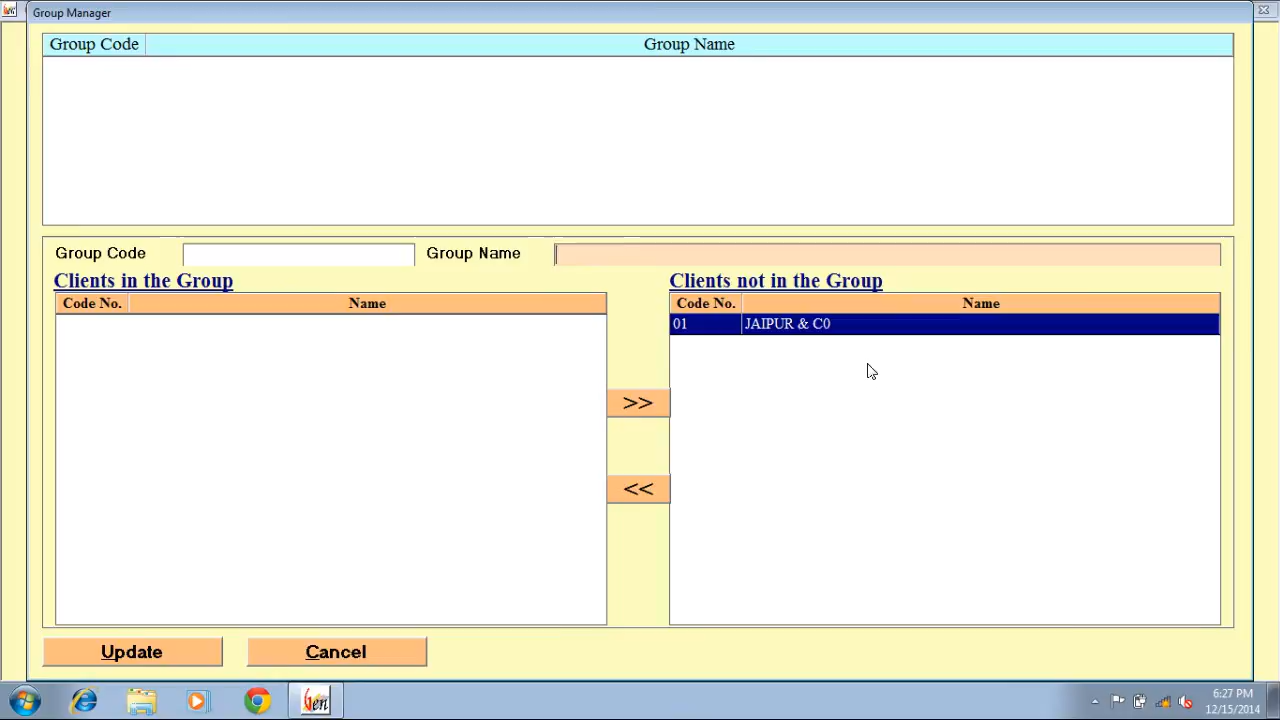 Group Manager
Group Code Group Name
Group Code Group Name
Clients in the Group Clients not in the Group
Code No. Name Code No. Name
01 JAIPUR & C0
>>
<<
Update Cancel
6:27 PM
12/15/2014